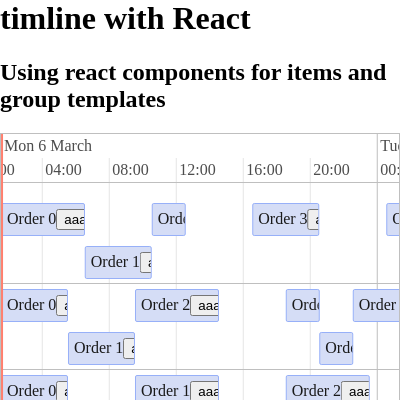 timline with React
Using react components for items and
group templates
Mon 6 March
00 04:00 08:00 12:00 16:00 20:00 00:
Order 0 aaa Order 3
Order 1
Order 0 Order 2 aaa Order
Order 1
Order 0 Order 1 aaa Order 2 aaa